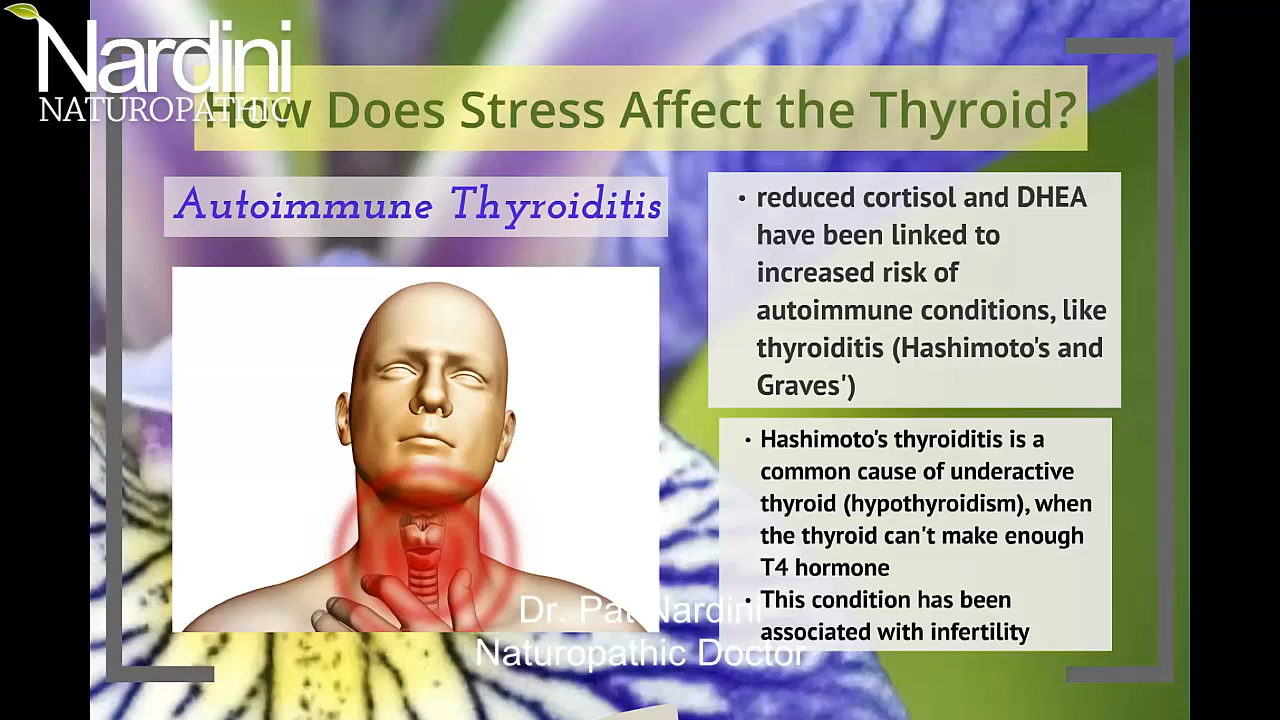 Nardini
NATUROPATHIC
How Does Stress Affect the Thyroid?
Autoimmune Thyroiditis
• reduced cortisol and DHEA
have been linked to
increased risk of
autoimmune conditions, like
thyroiditis (Hashimoto's and
Graves')
• Hashimoto's thyroiditis is a
common cause of underactive
thyroid (hypothyroidism), when
the thyroid can't make enough
T4 hormone
• This condition has been
associated with infertility
Dr. Pat Nardini
Naturopathic Doctor